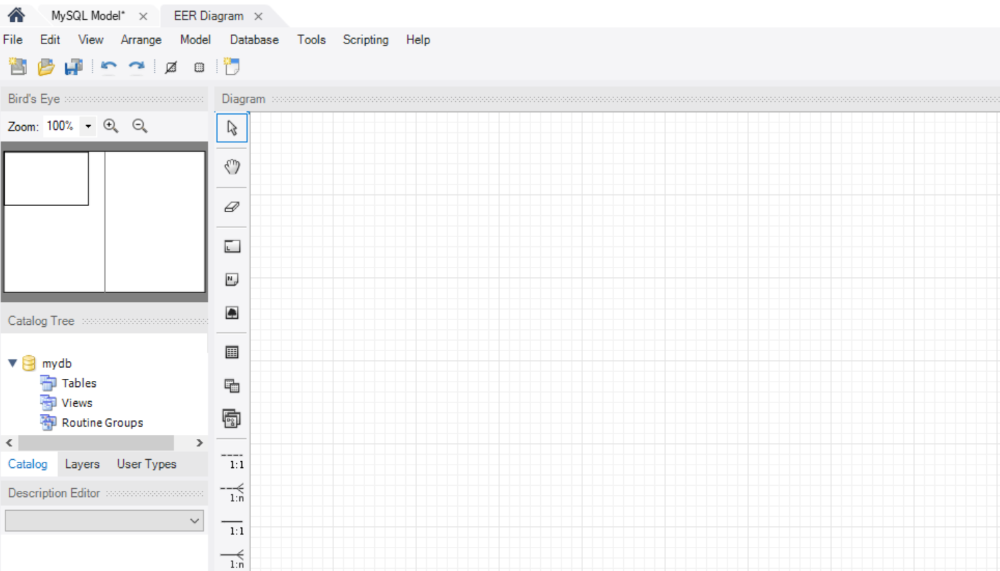 MySQL Model* × EER Diagram ×
File Edit View Arrange Model Database Tools Scripting Help
Bird's Eye
Diagram
Zoom: 100%
Catalog Tree
mydb
Tables
Views
Routine Groups
Catalog Layers User Types
Description Editor
L
N
1:1
1:n
1:1
1:n